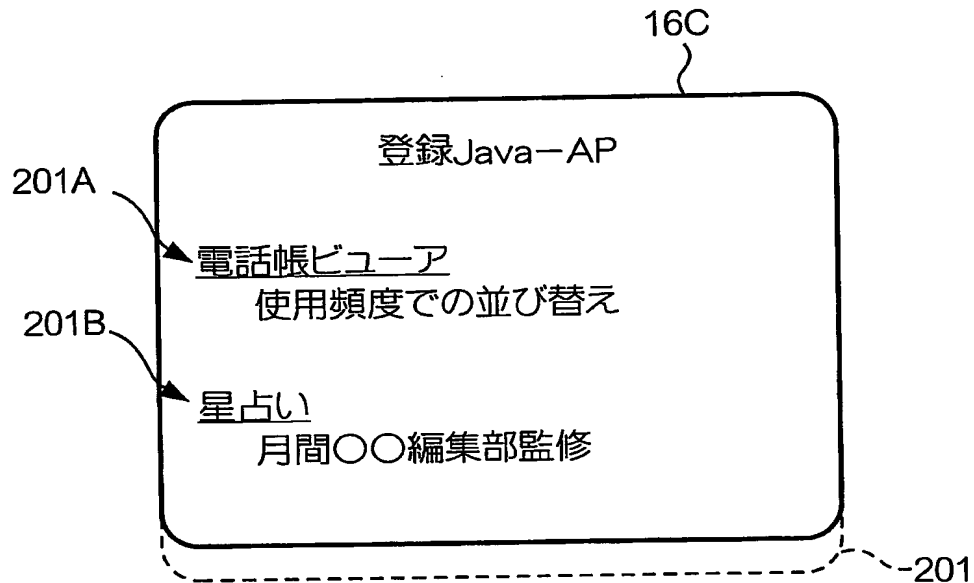 16C
登録Java－AP
201A
電話帳ビューア
使用頻度での並び替え
201B
星占い
月間○○編集部監修
201